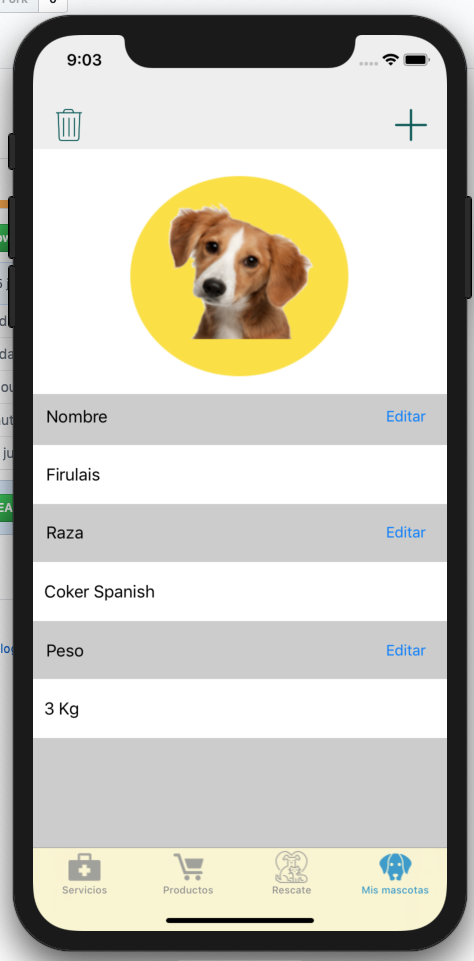 9:03
Nombre Editar
Firulais
Raza Editar
Coker Spanish
Peso Editar
3 Kg
Servicios Productos Rescate Mis mascotas